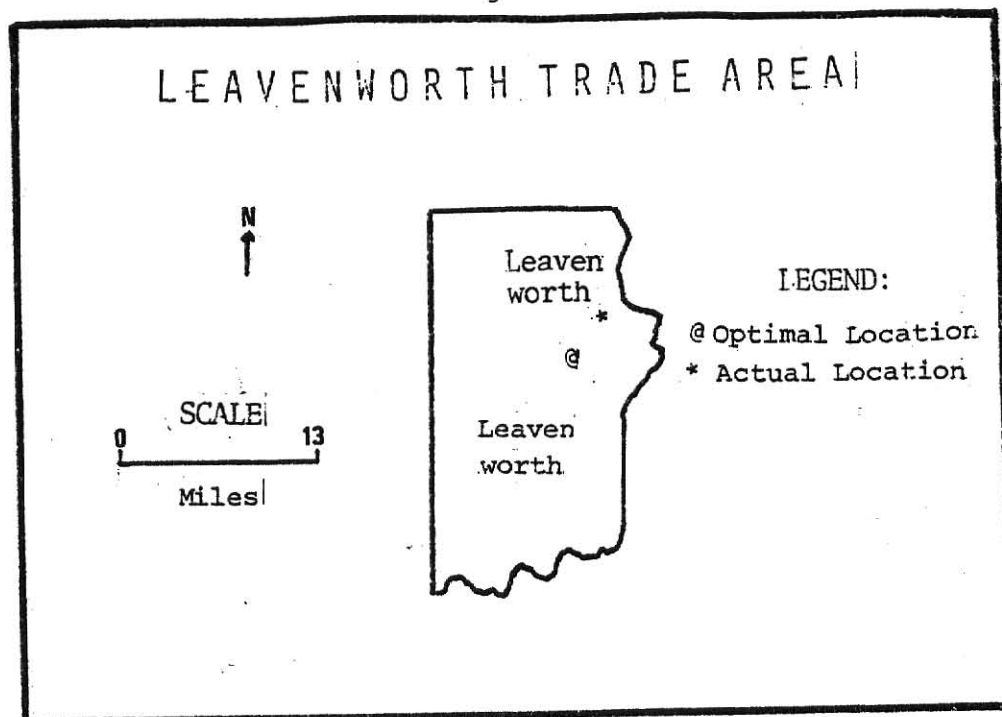 LEAVENWORTH TRADE AREA
N
Leaven
worth
*
@
Leaven
worth
LEGEND:
@ Optimal Location
* Actual Location
SCALE
0 13
Miles